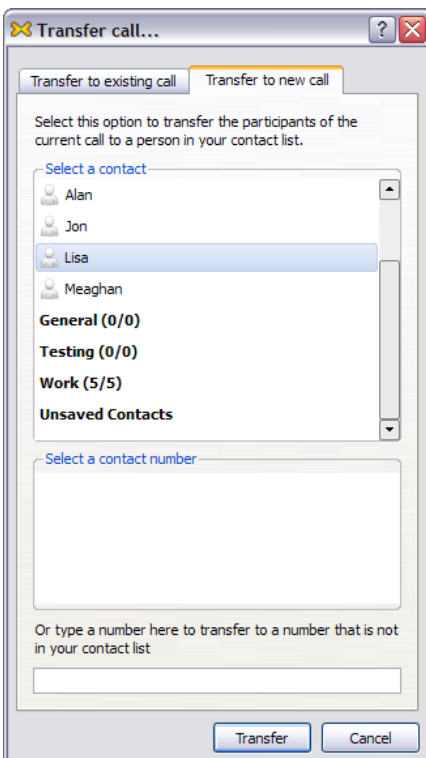 Transfer call...
Transfer to existing call
Transfer to new call
Select this option to transfer the participants of the
current call to a person in your contact list.
Select a contact
Alan
Jon
Lisa
Meaghan
General (0/0)
Testing (0/0)
Work (5/5)
Unsaved Contacts
Select a contact number
Or type a number here to transfer to a number that is not
in your contact list
Transfer
Cancel